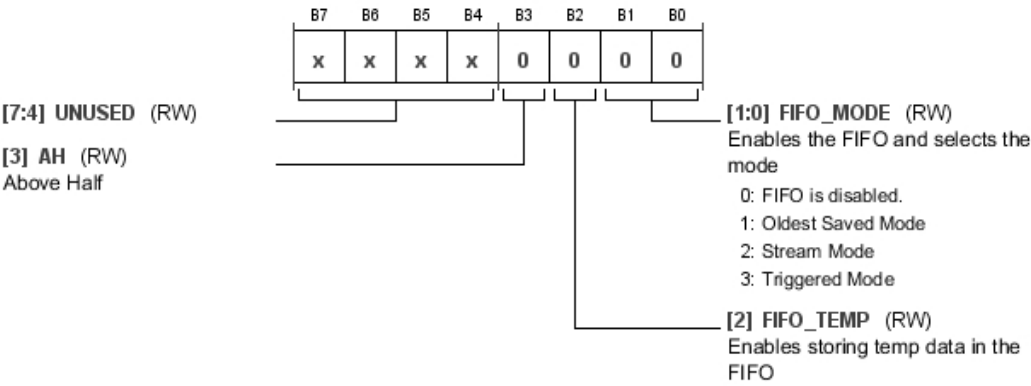 B7 B6 B5 B4 B3 B2 B1 B0
x x x x 0 0 0 0
[7:4] UNUSED (RW)
[3] AH (RW)
Above Half
[1:0] FIFO_MODE (RW)
Enables the FIFO and selects the
mode
0: FIFO is disabled.
1: Oldest Saved Mode
2: Stream Mode
3: Triggered Mode
[2] FIFO_TEMP (RW)
Enables storing temp data in the
FIFO